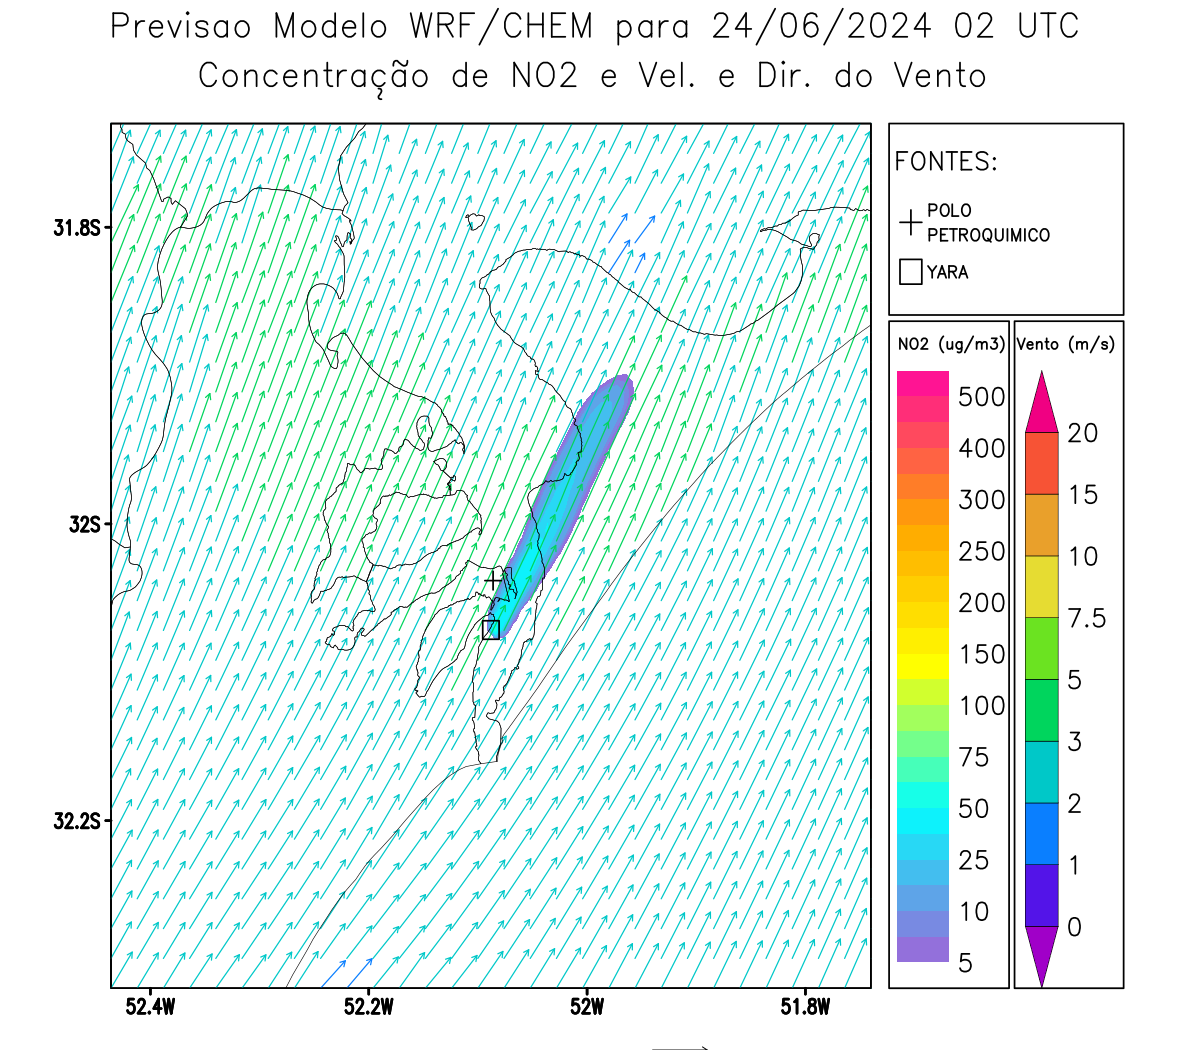 Previsao Modelo WRF/CHEM para 24/06/2024 02 UTC
Concentração de NO2 e Vel. e Dir. do Vento
FONTES:
POLO
PETROQUIMICO
YARA
NO2 (ug/m3)
500
400
300
250
200
150
100
75
50
25
10
5
Vento (m/s)
20
15
10
7.5
5
3
2
1
0
31.8S
32S
32.2S
52.4W
52.2W
52W
51.8W